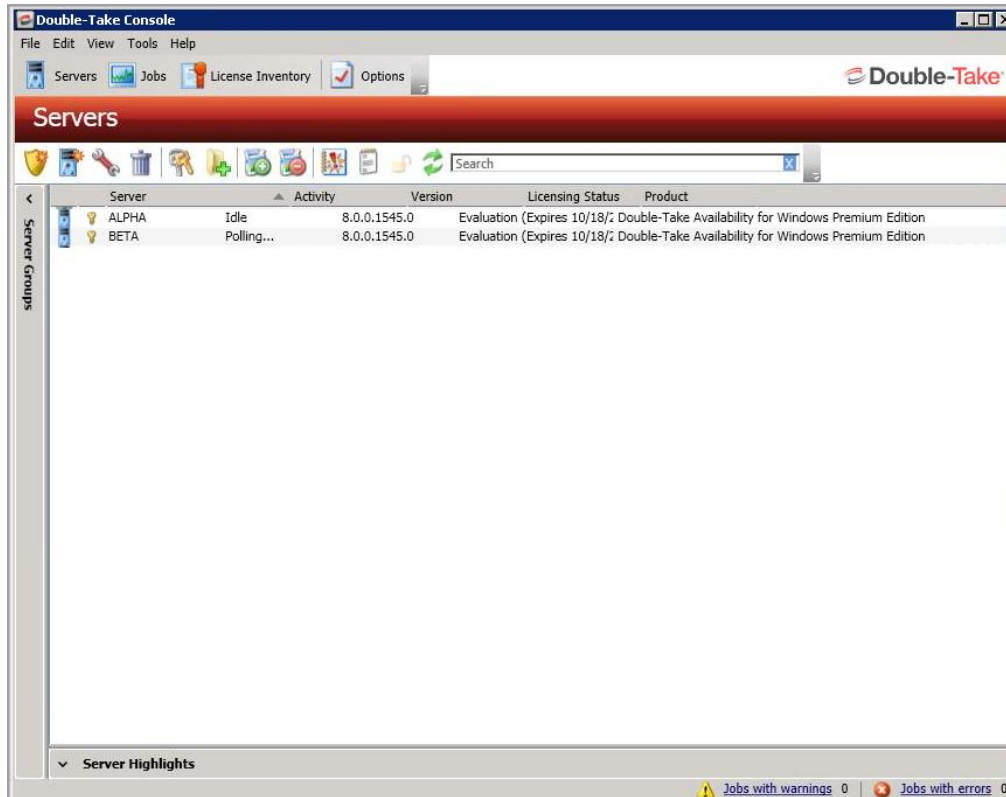 Double-Take Console
File Edit View Tools Help
Servers Jobs License Inventory Options Double-Take
Servers
Search
Server Activity Version Licensing Status Product
ALPHA Idle 8.0.0.1545.0 Evaluation (Expires 10/18/2 Double-Take Availability for Windows Premium Edition
BETA Polling... 8.0.0.1545.0 Evaluation (Expires 10/18/2 Double-Take Availability for Windows Premium Edition
Server Groups
Server Highlights
Jobs with warnings 0 Jobs with errors 0